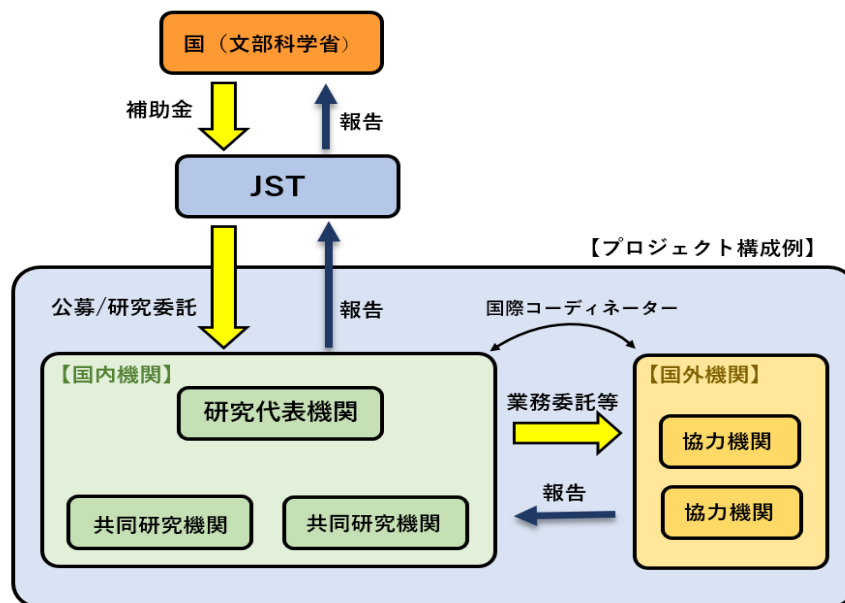 国（文部科学省）
補助金
報告
JST
【プロジェクト構成例】
公募/研究委託
報告
国際コーディネーター
【国内機関】
【国外機関】
研究代表機関
業務委託等
協力機関
報告
協力機関
共同研究機関
共同研究機関